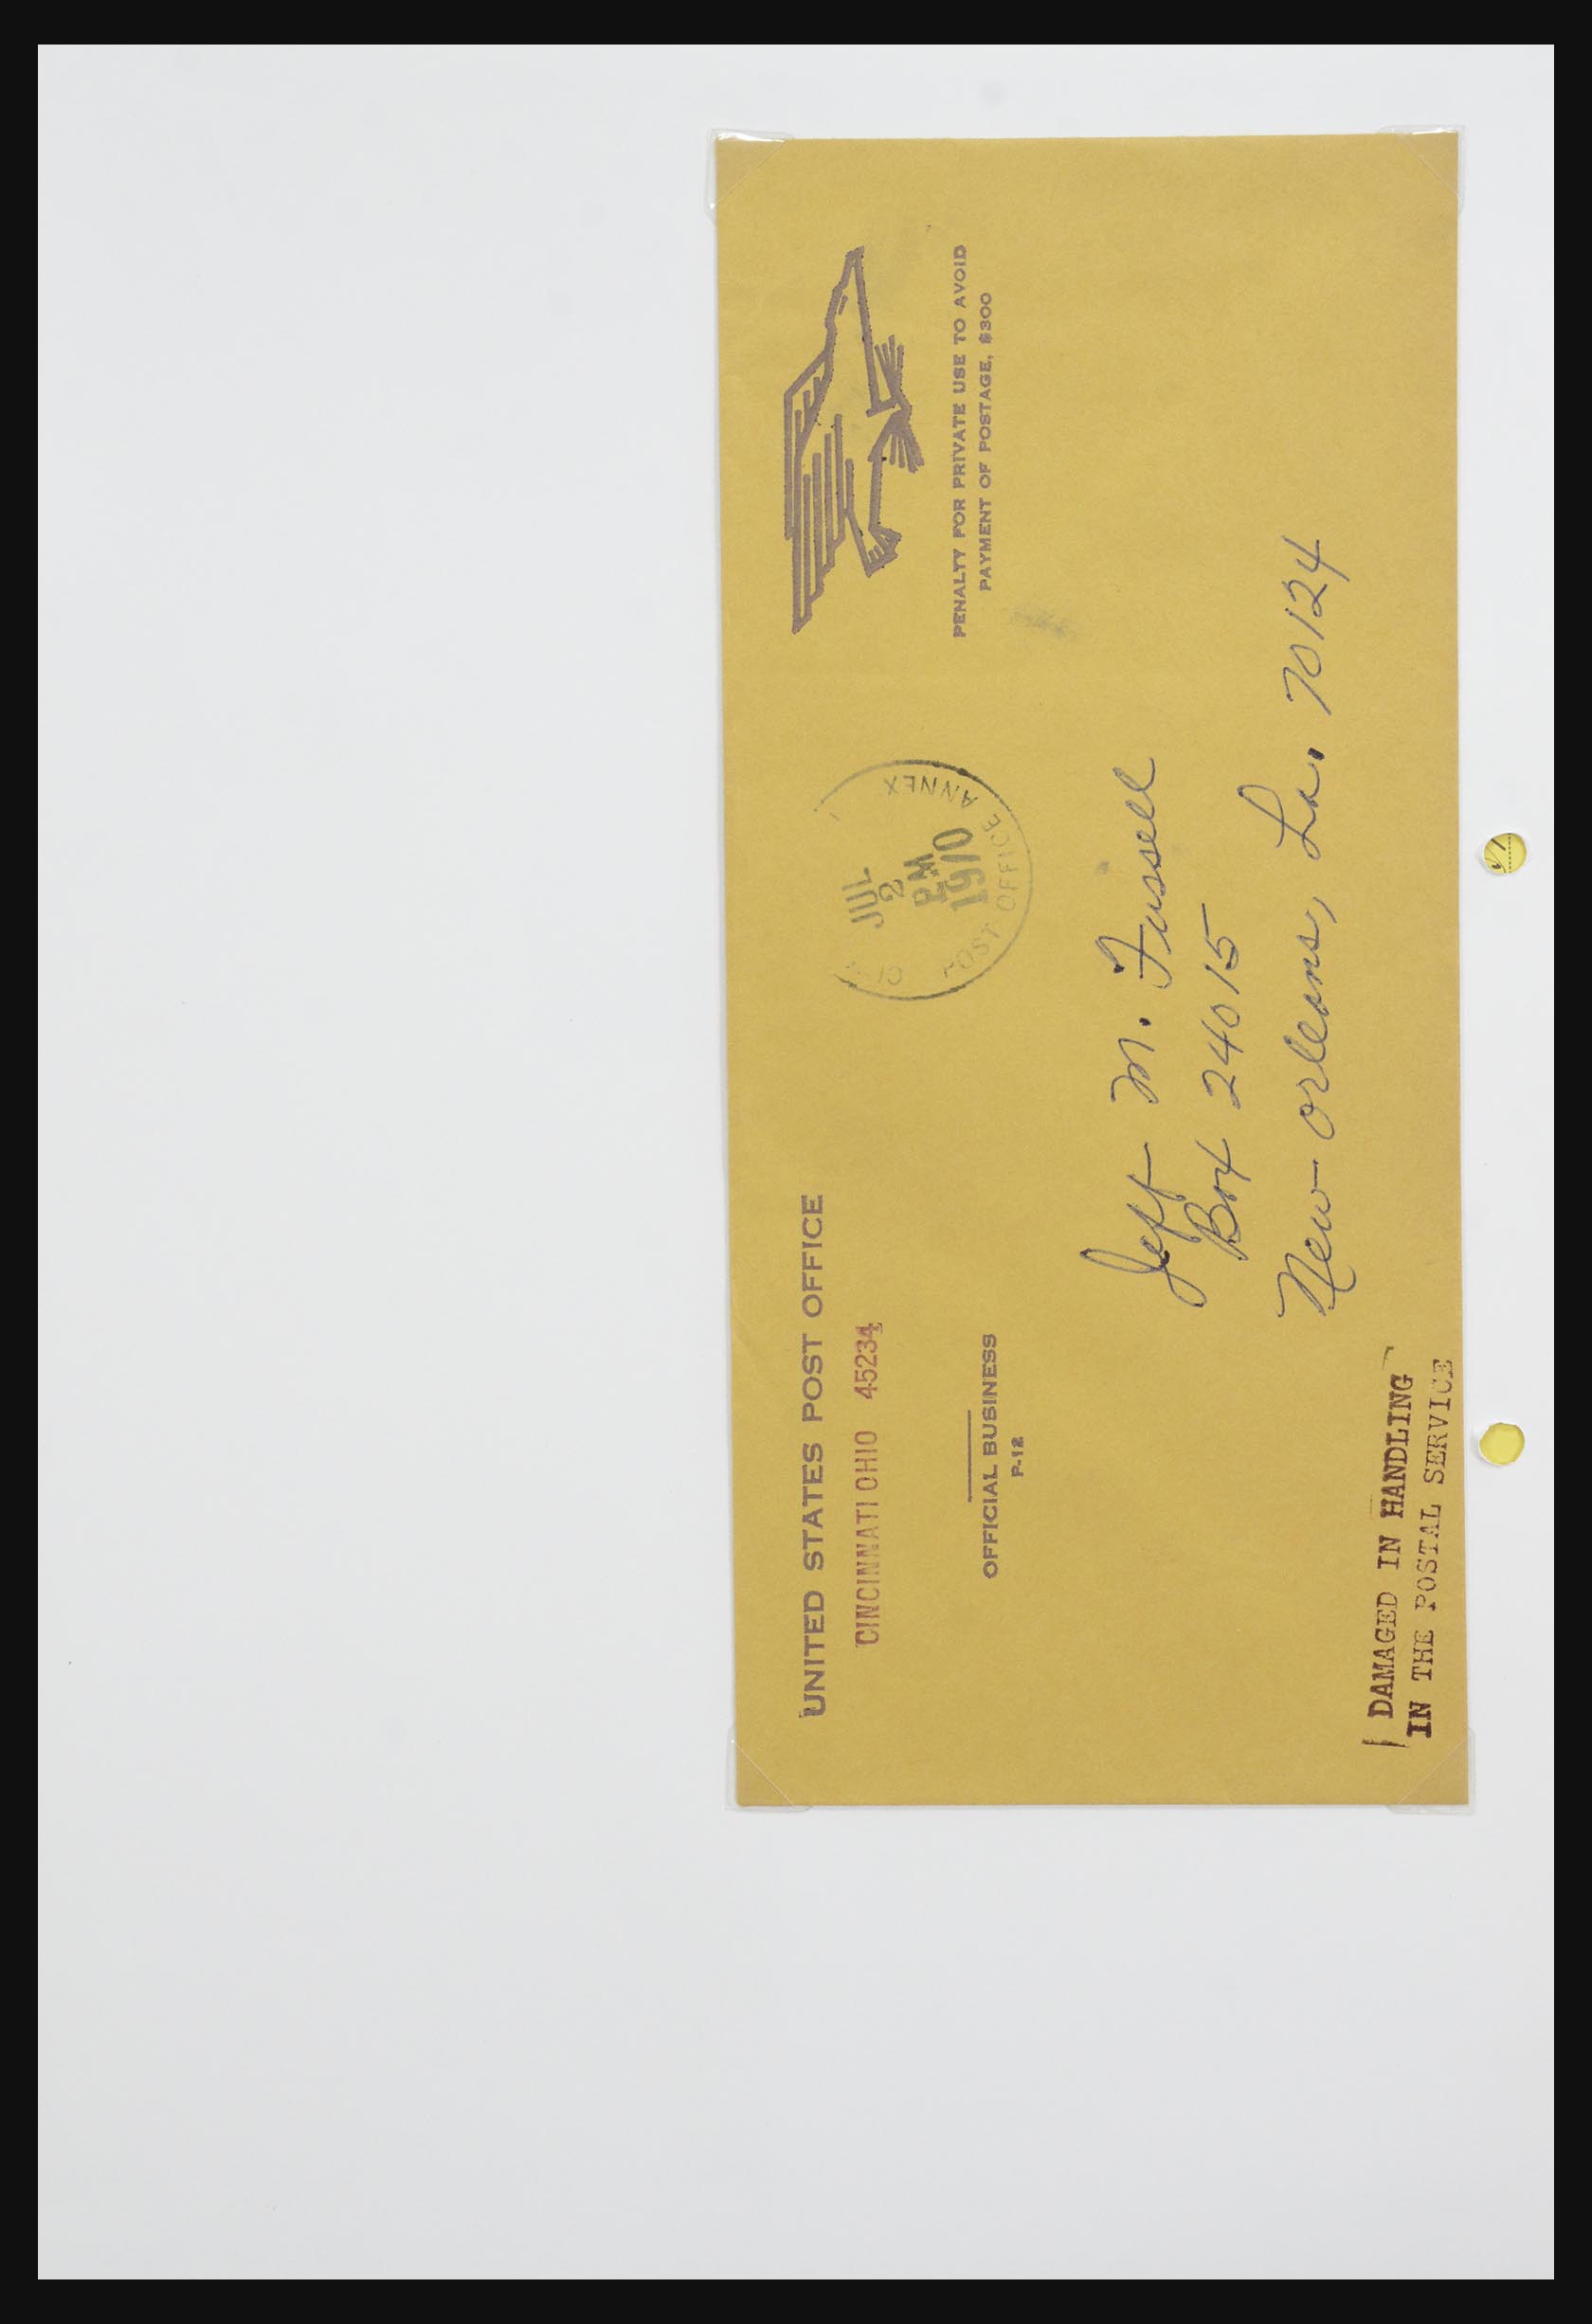 UNITED STATES POST OFFICE
CINCINNATI OHIO 45234
OFFICIAL BUSINESS
P-12
JUL
2
PM
1970
POST OFFICE ANNEX
PENALTY FOR PRIVATE USE TO AVOID
PAYMENT OF POSTAGE, $300
Jeff M. Fussell
Box 24015
New Orleans, La. 70124
DAMAGED IN HANDLING
IN THE POSTAL SERVICE